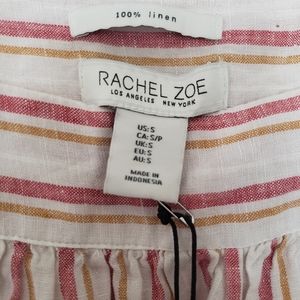 100% linen
RACHEL ZOE
LOS ANGELES NEW YORK
US:S
CA:S/P
UK:S
EU:S
AU:S
MADE IN
INDONESIA